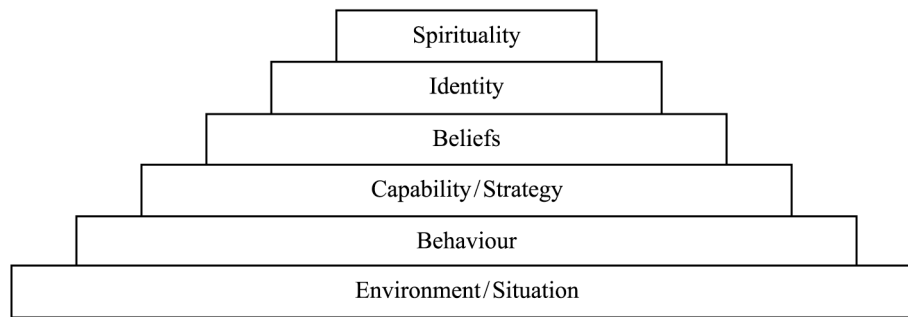 Spirituality
Identity
Beliefs
Capability/Strategy
Behaviour
Environment/Situation